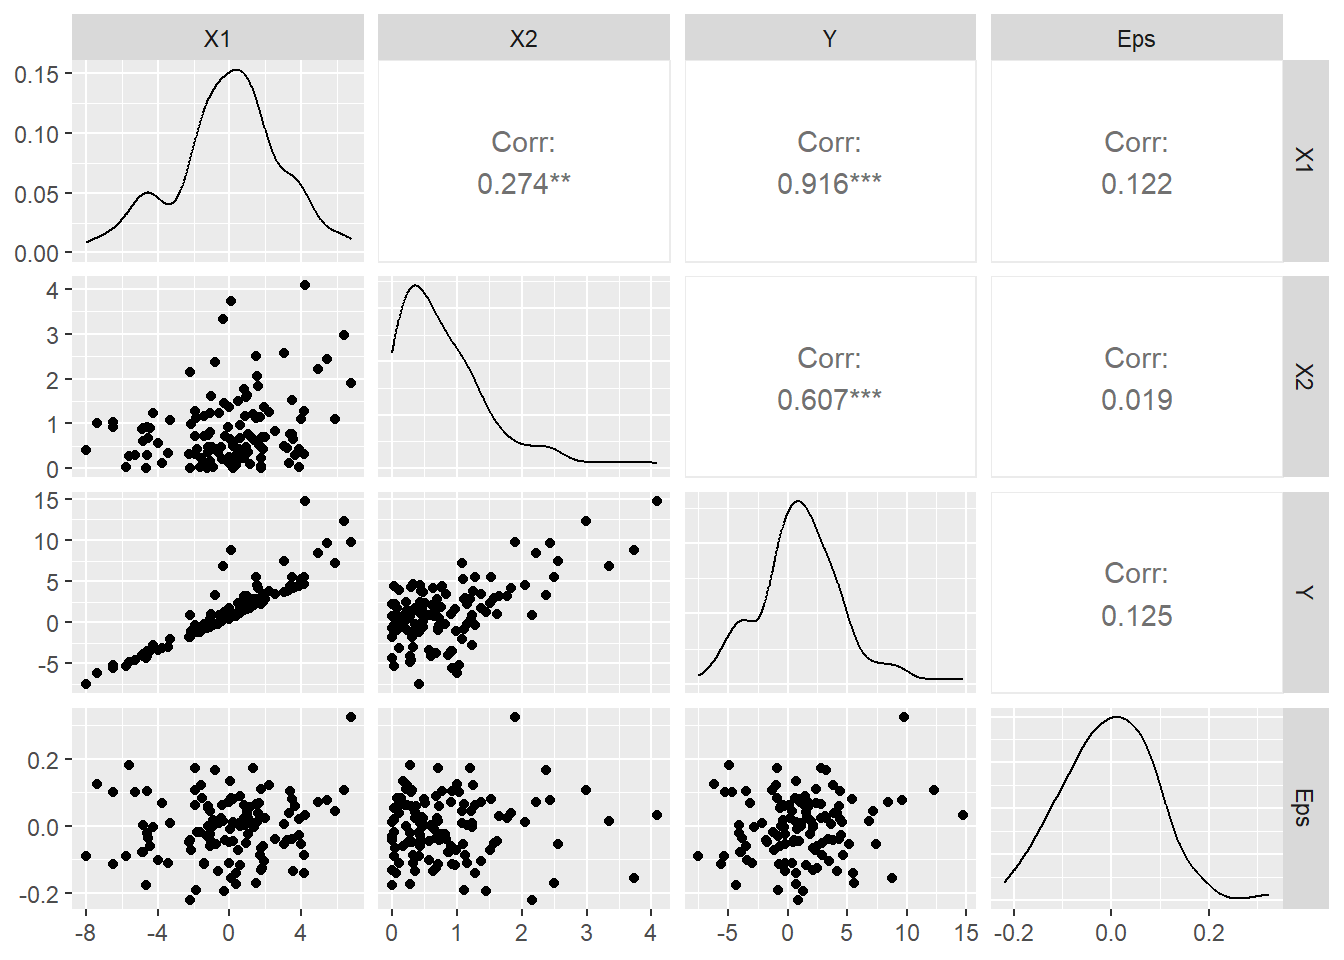 X1
X2
Y
Eps
0.15
0.10
0.05
0.00
Corr:
0.274**
Corr:
0.916***
Corr:
0.122
X1
4
3
2
1
0
Corr:
0.607***
Corr:
0.019
X2
15
10
5
0
-5
Corr:
0.125
Y
0.2
0.0
-0.2
Eps
-8 -4 0 4
0 1 2 3 4
-5 0 5 10 15
-0.2 0.0 0.2